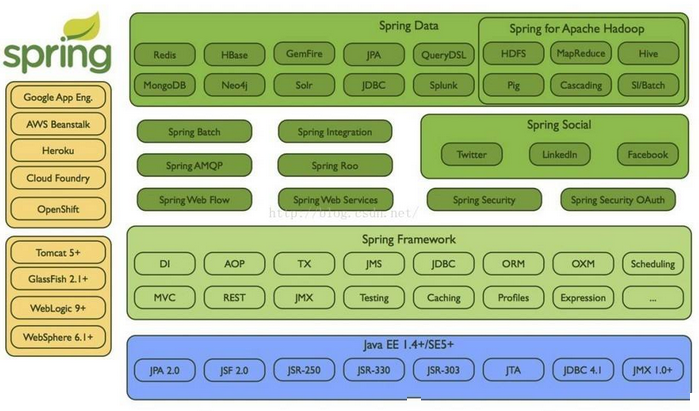 spring
Google App Eng.
AWS Beanstalk
Heroku
Cloud Foundry
OpenShift
Tomcat 5+
GlassFish 2.1+
WebLogic 9+
WebSphere 6.1+
Spring Data
Redis HBase GemFire JPA QueryDSL
MongoDB Neo4j Solr JDBC Splunk
Spring for Apache Hadoop
HDFS MapReduce Hive
Pig Cascading SI/Batch
Spring Batch Spring Integration
Spring AMQP Spring Roo
Spring Web Flow Spring Web Services
Spring Social
Twitter LinkedIn Facebook
Spring Security Spring Security OAuth
http://blog.csdn.net/
Spring Framework
DI AOP TX JMS JDBC ORM OXM Scheduling
MVC REST JMX Testing Caching Profiles Expression ...
Java EE 1.4+/SE5+
JPA 2.0 JSF 2.0 JSR-250 JSR-330 JSR-303 JTA JDBC 4.1 JMX 1.0+